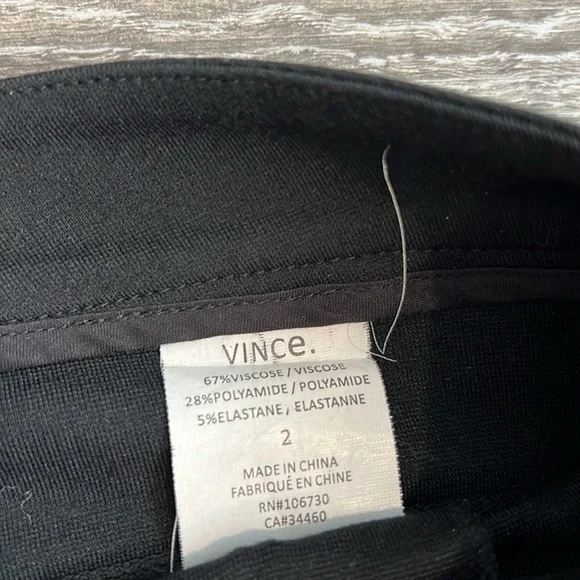 VINCe.
67%VISCOSE / VISCOSE
28%POLYAMIDE / POLYAMIDE
5%ELASTANE, ELASTANNE
2
MADE IN CHINA
FABRIQUÉ EN CHINE
RN#106730
CA#34460